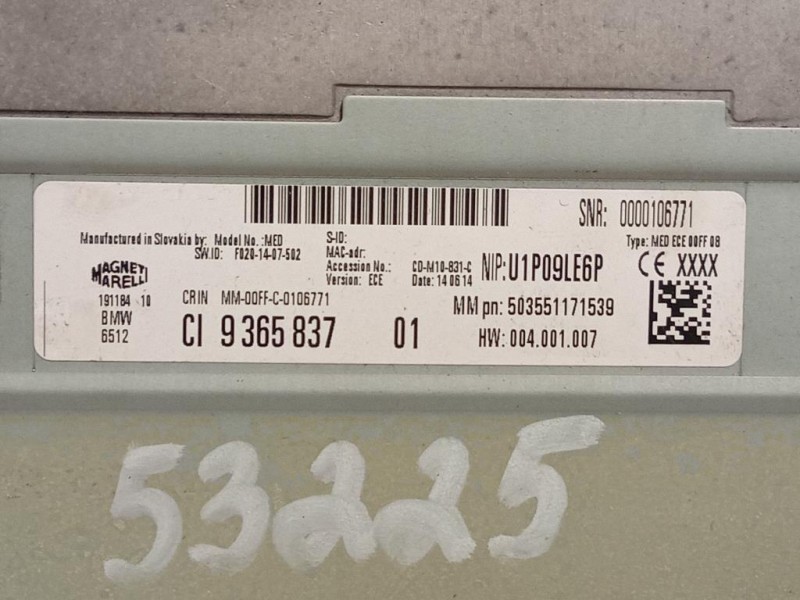 SNR: 0000106771
Manufactured in Slovakia by: Model No.: MED
SW.ID: F020-14-07-502
S-ID:
MAC-adr:
Accession No.: CD-M10-831-C
Version: ECE Date: 14 06 14
NIP: U1P09LE6P
Type: MED ECE 00FF 08
CE XXXX
MAGNETI MARELLI
191184 10
BMW
6512
CRIN MM-00FF-C-0106771
CI 9 365 837 01
MM pn: 503551171539
HW: 004.001.007
53225